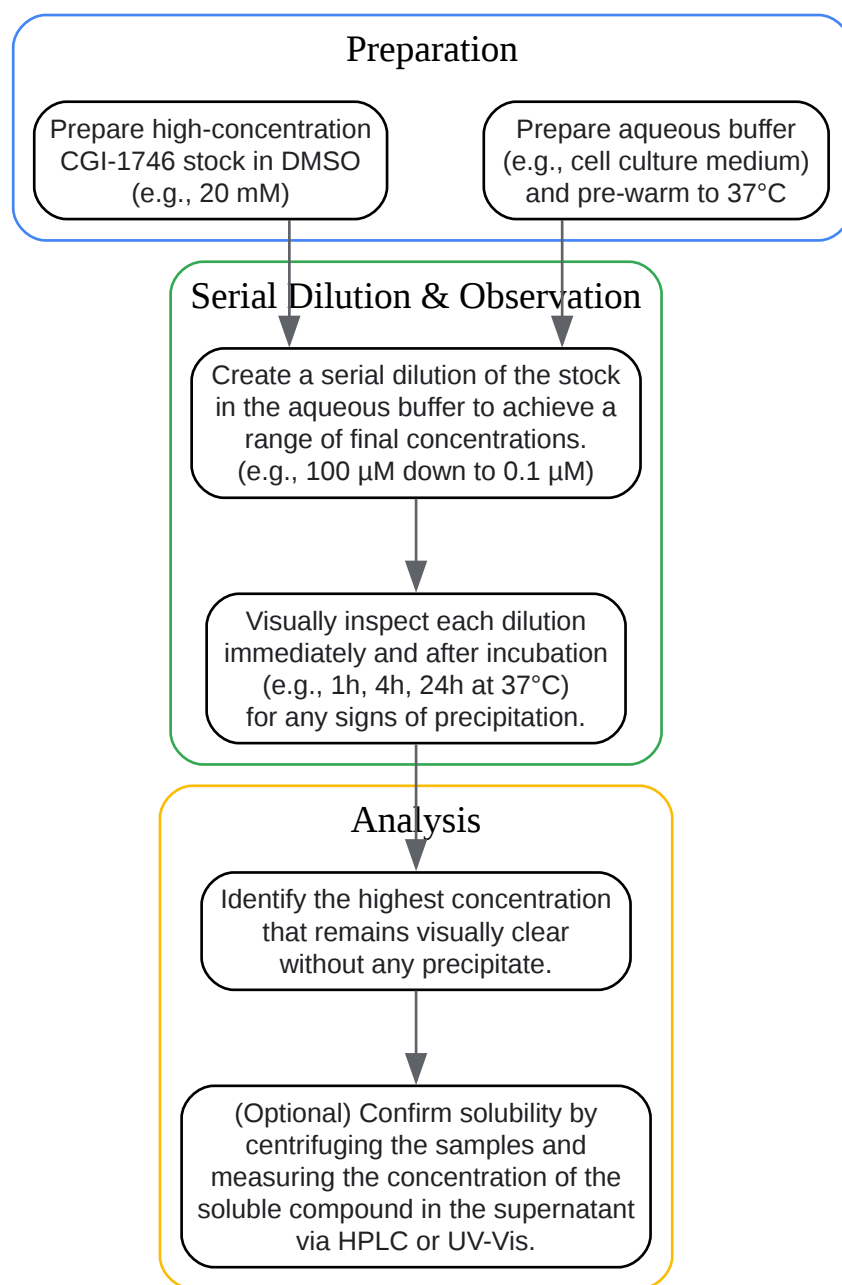 Preparation
Prepare high-concentration
CGI-1746 stock in DMSO
(e.g., 20 mM)
Prepare aqueous buffer
(e.g., cell culture medium)
and pre-warm to 37°C
Serial Dilution & Observation
Create a serial dilution of the stock
in the aqueous buffer to achieve a
range of final concentrations.
(e.g., 100 µM down to 0.1 µM)
Visually inspect each dilution
immediately and after incubation
(e.g., 1h, 4h, 24h at 37°C)
for any signs of precipitation.
Analysis
Identify the highest concentration
that remains visually clear
without any precipitate.
(Optional) Confirm solubility by
centrifuging the samples and
measuring the concentration of the
soluble compound in the supernatant
via HPLC or UV-Vis.